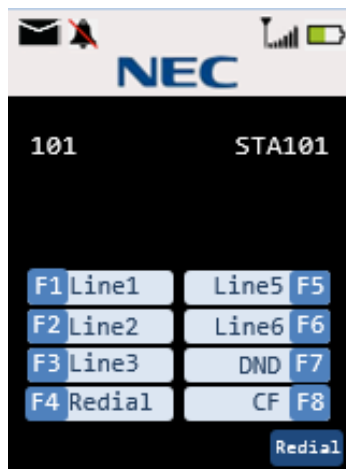 NEC
101 STA101
F1 Line1 Line5 F5
F2 Line2 Line6 F6
F3 Line3 DND F7
F4 Redial CF F8
Redial